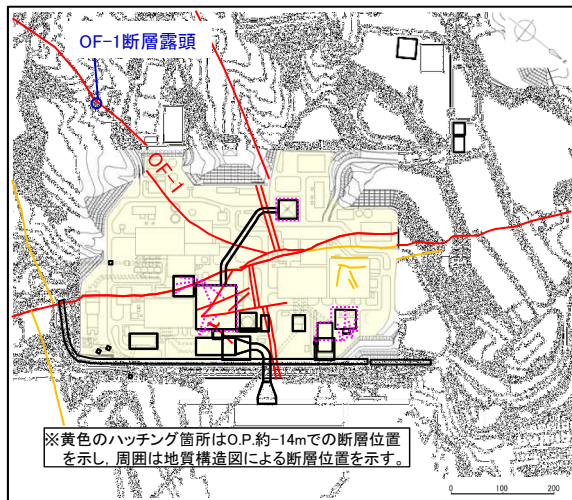 OF-1断層露頭
OF-1
※黄色のハッチング箇所はO.P.約-14mでの断層位置
を示し，周囲は地質構造図による断層位置を示す。
0 100 200